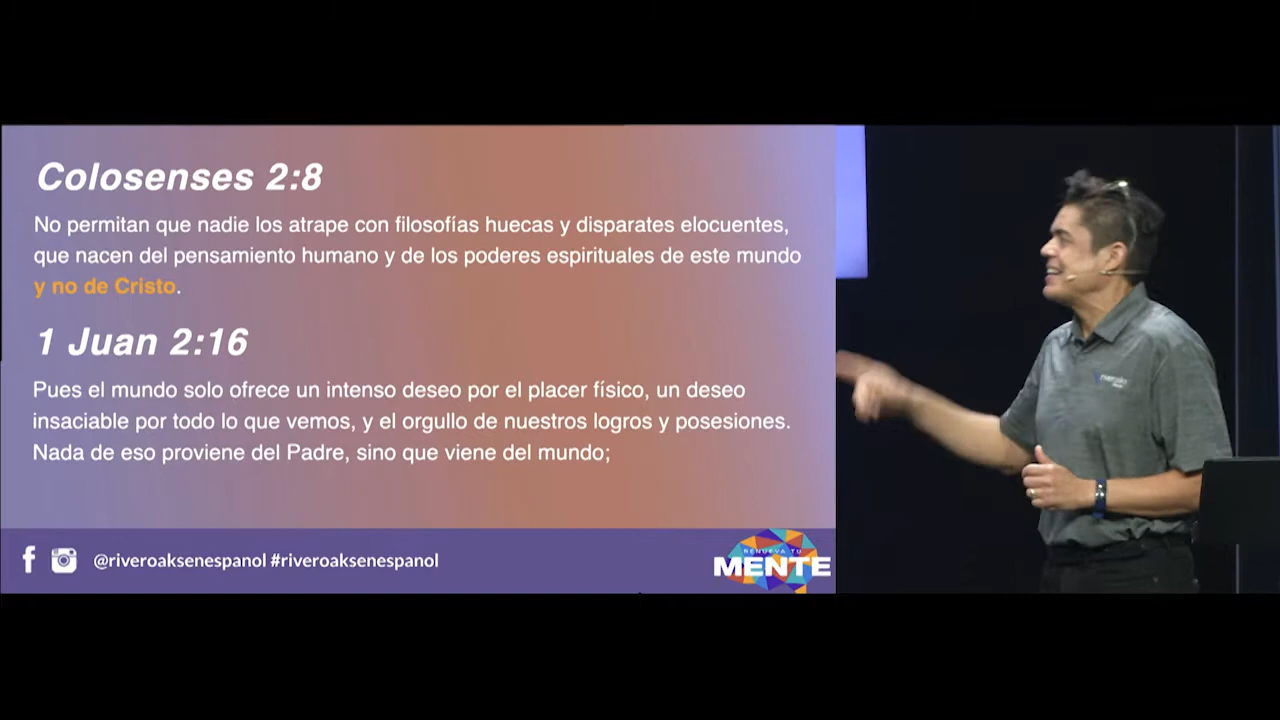 Colosenses 2:8
No permitan que nadie los atrape con filosofías huecas y disparates elocuentes,
que nacen del pensamiento humano y de los poderes espirituales de este mundo
y no de Cristo.
1 Juan 2:16
Pues el mundo solo ofrece un intenso deseo por el placer físico, un deseo
insaciable por todo lo que vemos, y el orgullo de nuestros logros y posesiones.
Nada de eso proviene del Padre, sino que viene del mundo;
@riveroaksenespanol #riveroaksenespanol
RENUEVA TU
MENTE